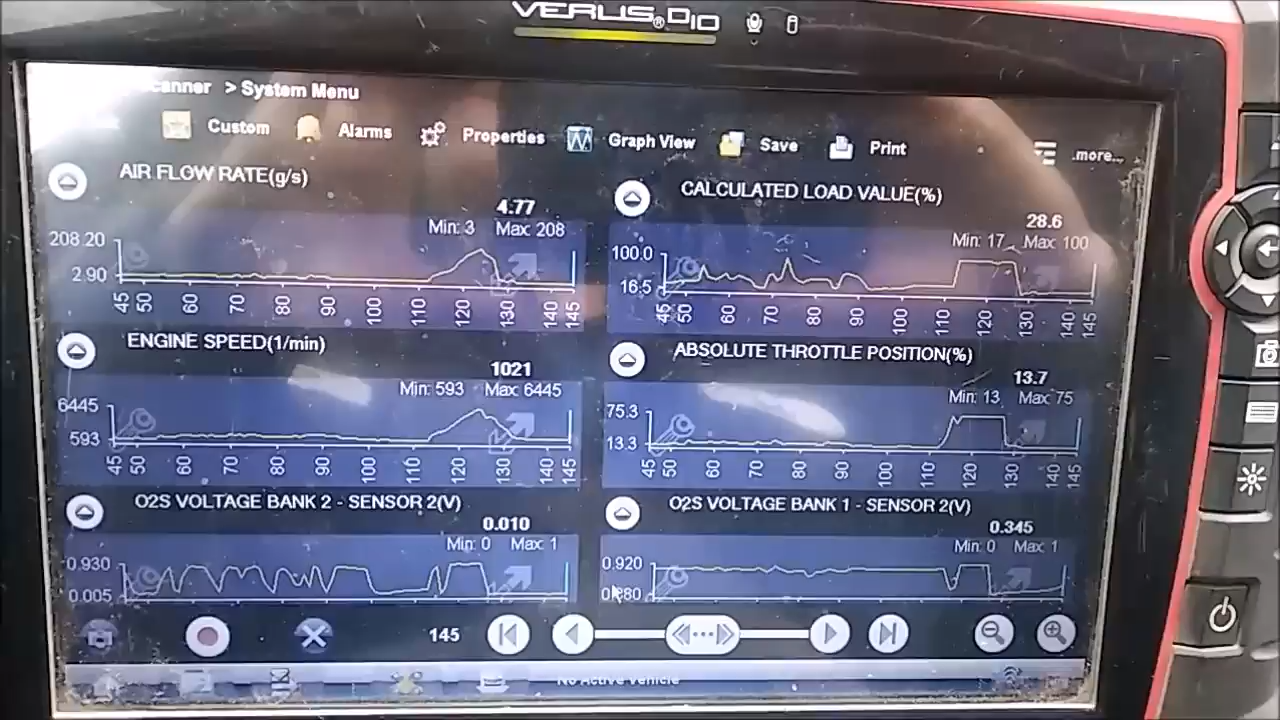 VERUS® DIO
canner > System Menu
Custom Alarms Properties Graph View Save Print .more...
AIR FLOW RATE(g/s)
4.77
Min: 3 Max: 208
208.20
2.90
45 50 60 70 80 90 100 110 120 130 140 145
CALCULATED LOAD VALUE(%)
28.6
Min: 17 Max: 100
100.0
16.5
45 50 60 70 80 90 100 110 120 130 140 145
ENGINE SPEED(1/min)
1021
Min: 593 Max: 6445
6445
593
45 50 60 70 80 90 100 110 120 130 140 145
ABSOLUTE THROTTLE POSITION(%)
13.7
Min: 13 Max: 75
75.3
13.3
45 50 60 70 80 90 100 110 120 130 140 145
O2S VOLTAGE BANK 2 - SENSOR 2(V)
0.010
Min: 0 Max: 1
0.930
0.005
O2S VOLTAGE BANK 1 - SENSOR 2(V)
0.345
Min: 0 Max: 1
0.920
145
No Active Vehicle